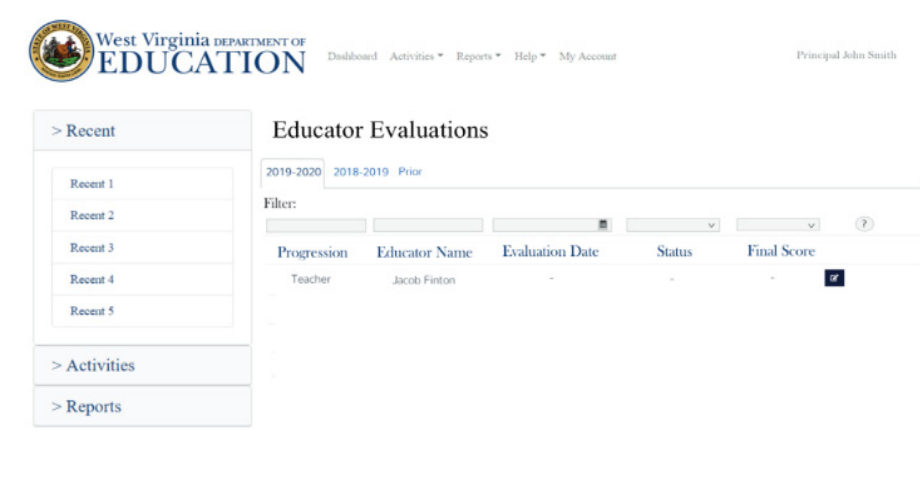 West Virginia DEPARTMENT OF
EDUCATION
Dashboard Activities Reports Help My Account
Principal John Smith
> Recent
Recent 1
Recent 2
Recent 3
Recent 4
Recent 5
> Activities
> Reports
Educator Evaluations
2019-2020 2018-2019 Prior
Filter:
?
Progression Educator Name Evaluation Date Status Final Score
Teacher Jacob Finton - - -